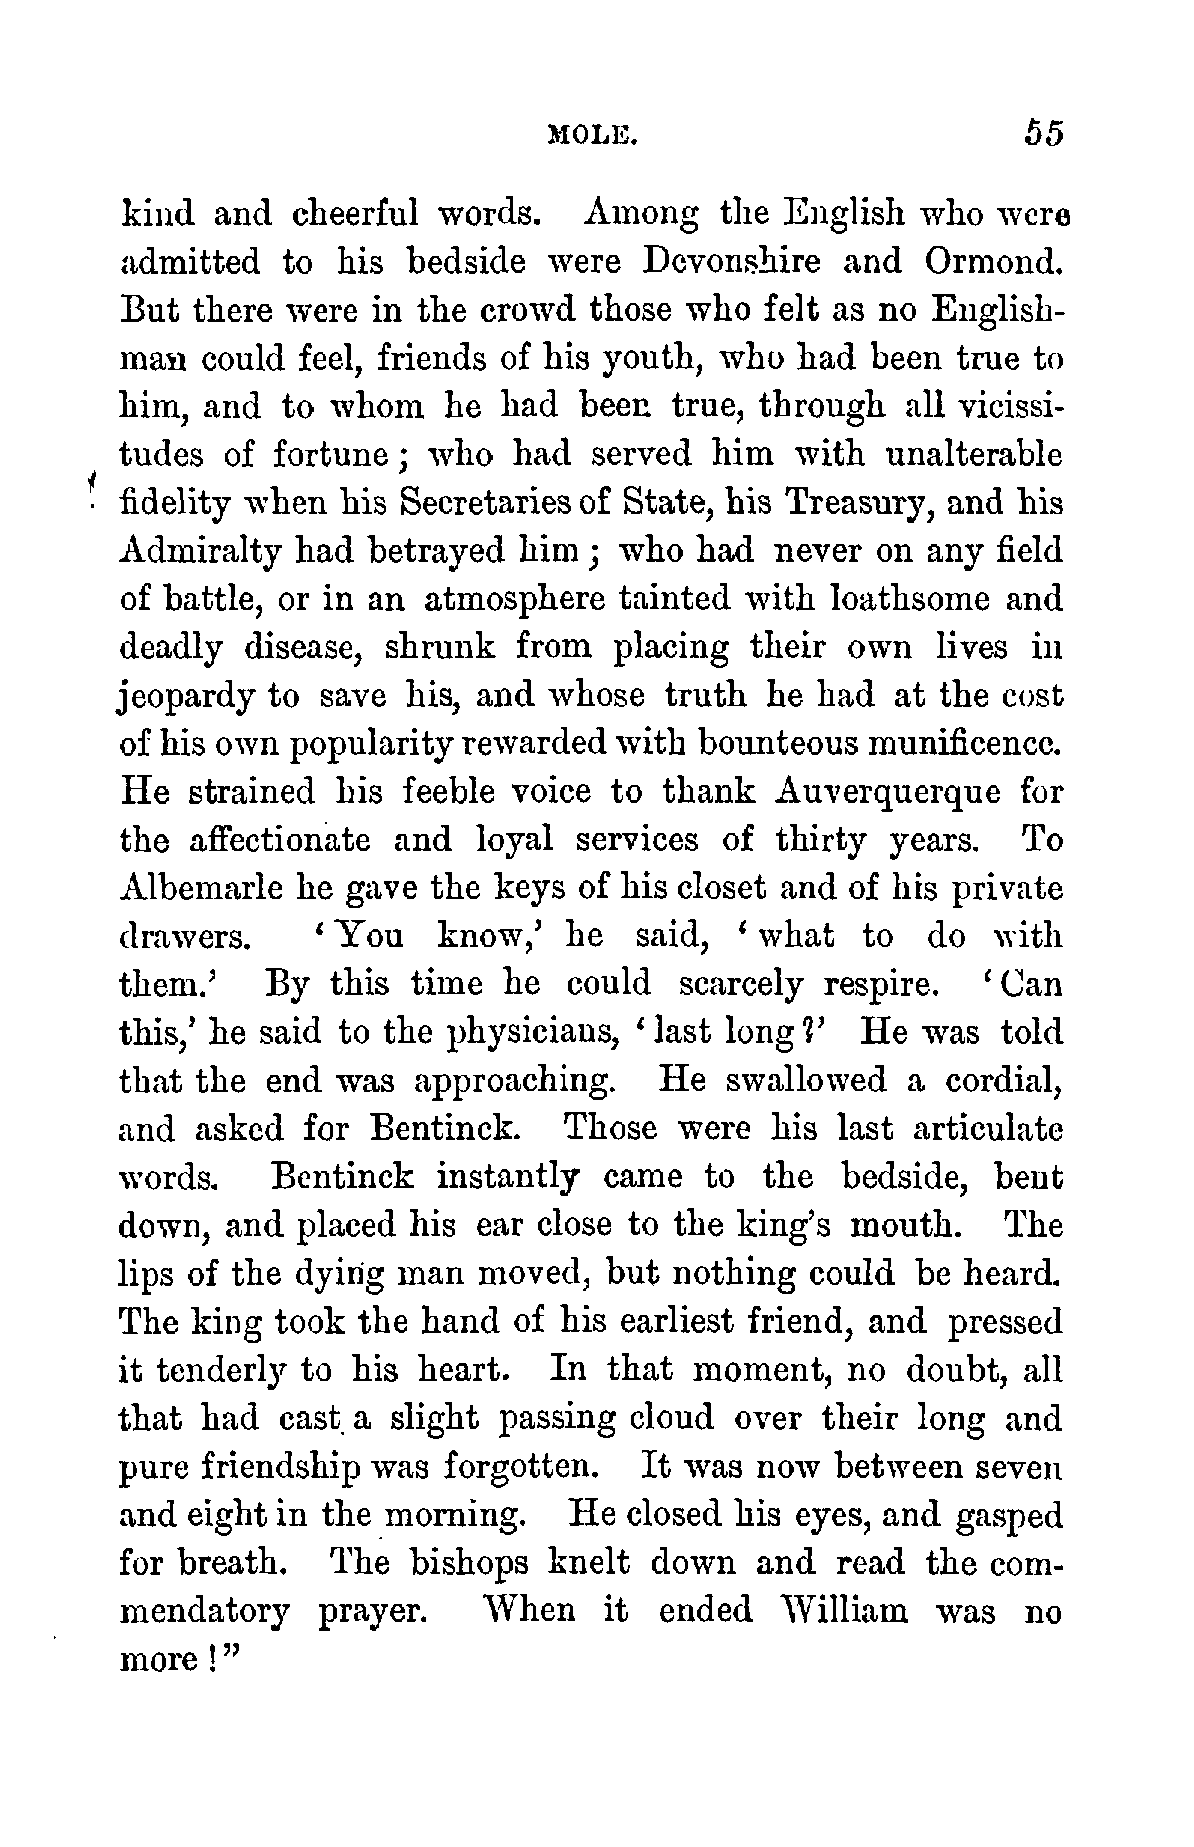 MOLE. 55
kind and cheerful words. Among the English who were
admitted to his bedside were Devonshire and Ormond.
But there were in the crowd those who felt as no English-
man could feel, friends of his youth, who had been true to
him, and to whom he had been true, through all vicissi-
tudes of fortune ; who had served him with unalterable
fidelity when his Secretaries of State, his Treasury, and his
Admiralty had betrayed him ; who had never on any field
of battle, or in an atmosphere tainted with loathsome and
deadly disease, shrunk from placing their own lives in
jeopardy to save his, and whose truth he had at the cost
of his own popularity rewarded with bounteous munificence.
He strained his feeble voice to thank Auverquerque for
the affectionate and loyal services of thirty years. To
Albemarle he gave the keys of his closet and of his private
drawers. ‘ You know,’ he said, ‘ what to do with
them.’ By this time he could scarcely respire. ‘ Can
this,’ he said to the physicians, ‘ last long ?’ He was told
that the end was approaching. He swallowed a cordial,
and asked for Bentinck. Those were his last articulate
words. Bentinck instantly came to the bedside, bent
down, and placed his ear close to the king’s mouth. The
lips of the dying man moved, but nothing could be heard.
The king took the hand of his earliest friend, and pressed
it tenderly to his heart. In that moment, no doubt, all
that had cast a slight passing cloud over their long and
pure friendship was forgotten. It was now between seven
and eight in the morning. He closed his eyes, and gasped
for breath. The bishops knelt down and read the com-
mendatory prayer. When it ended William was no
more !”